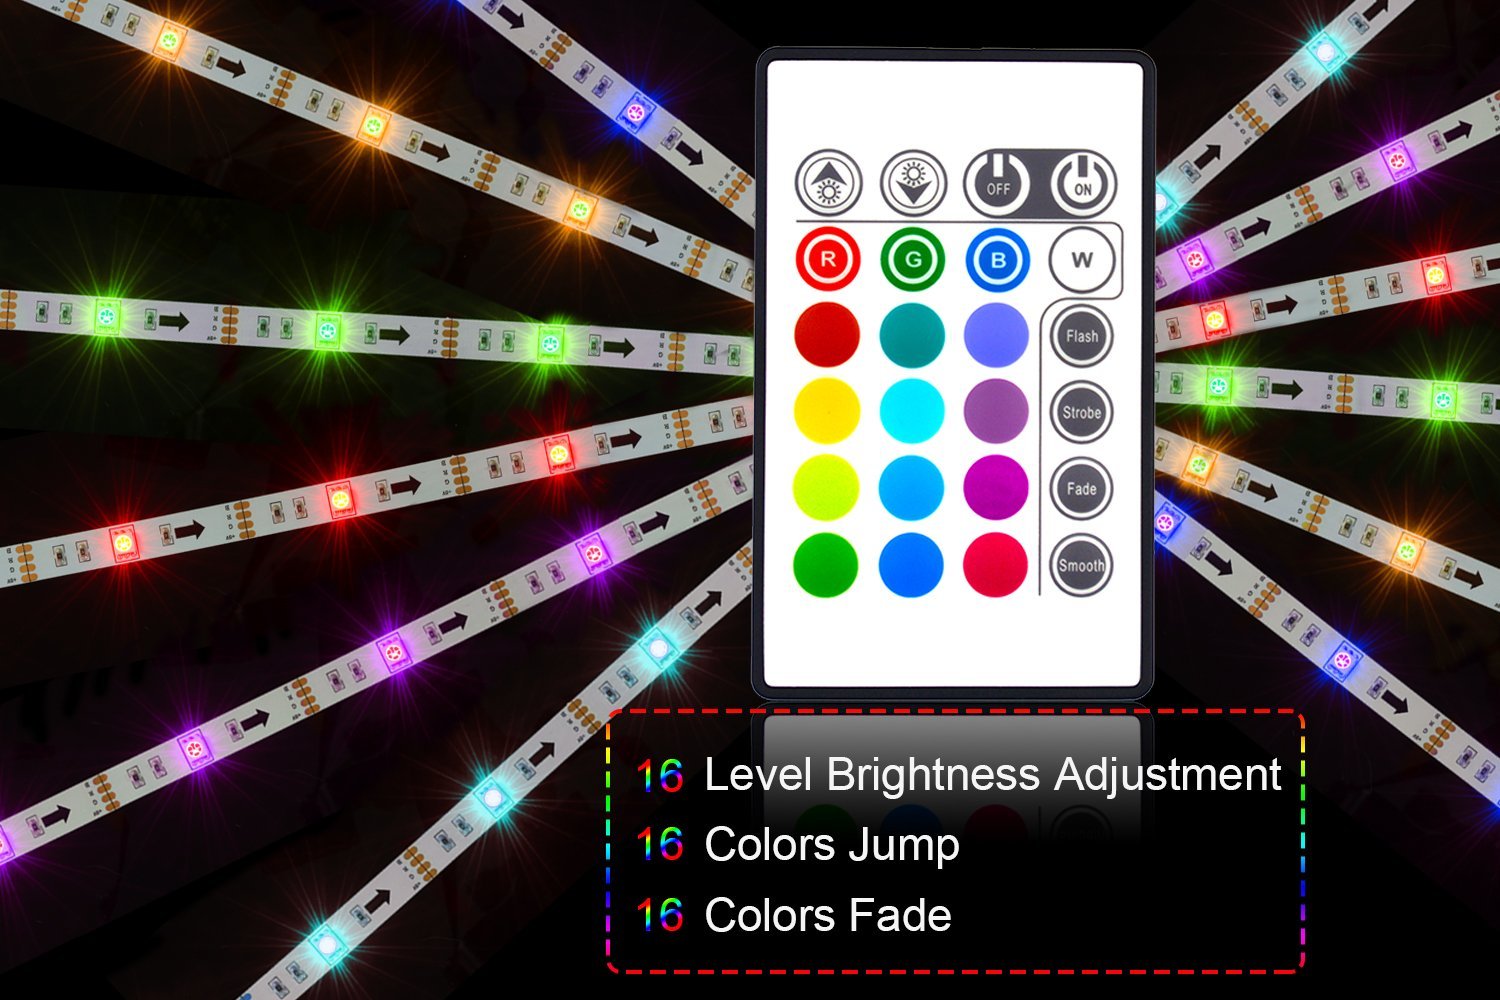 OFF ON
R G B W
Flash
Strobe
Fade
Smooth
16 Level Brightness Adjustment
16 Colors Jump
16 Colors Fade